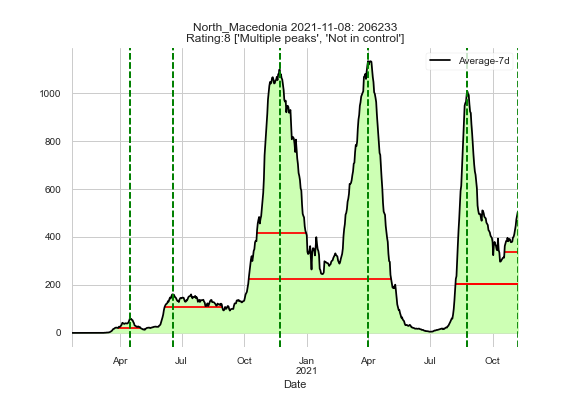 North_Macedonia 2021-11-08: 206233
Rating:8 ['Multiple peaks', 'Not in control']
Average-7d
1000
800
600
400
200
0
Apr Jul Oct Jan Apr Jul Oct
2021
Date